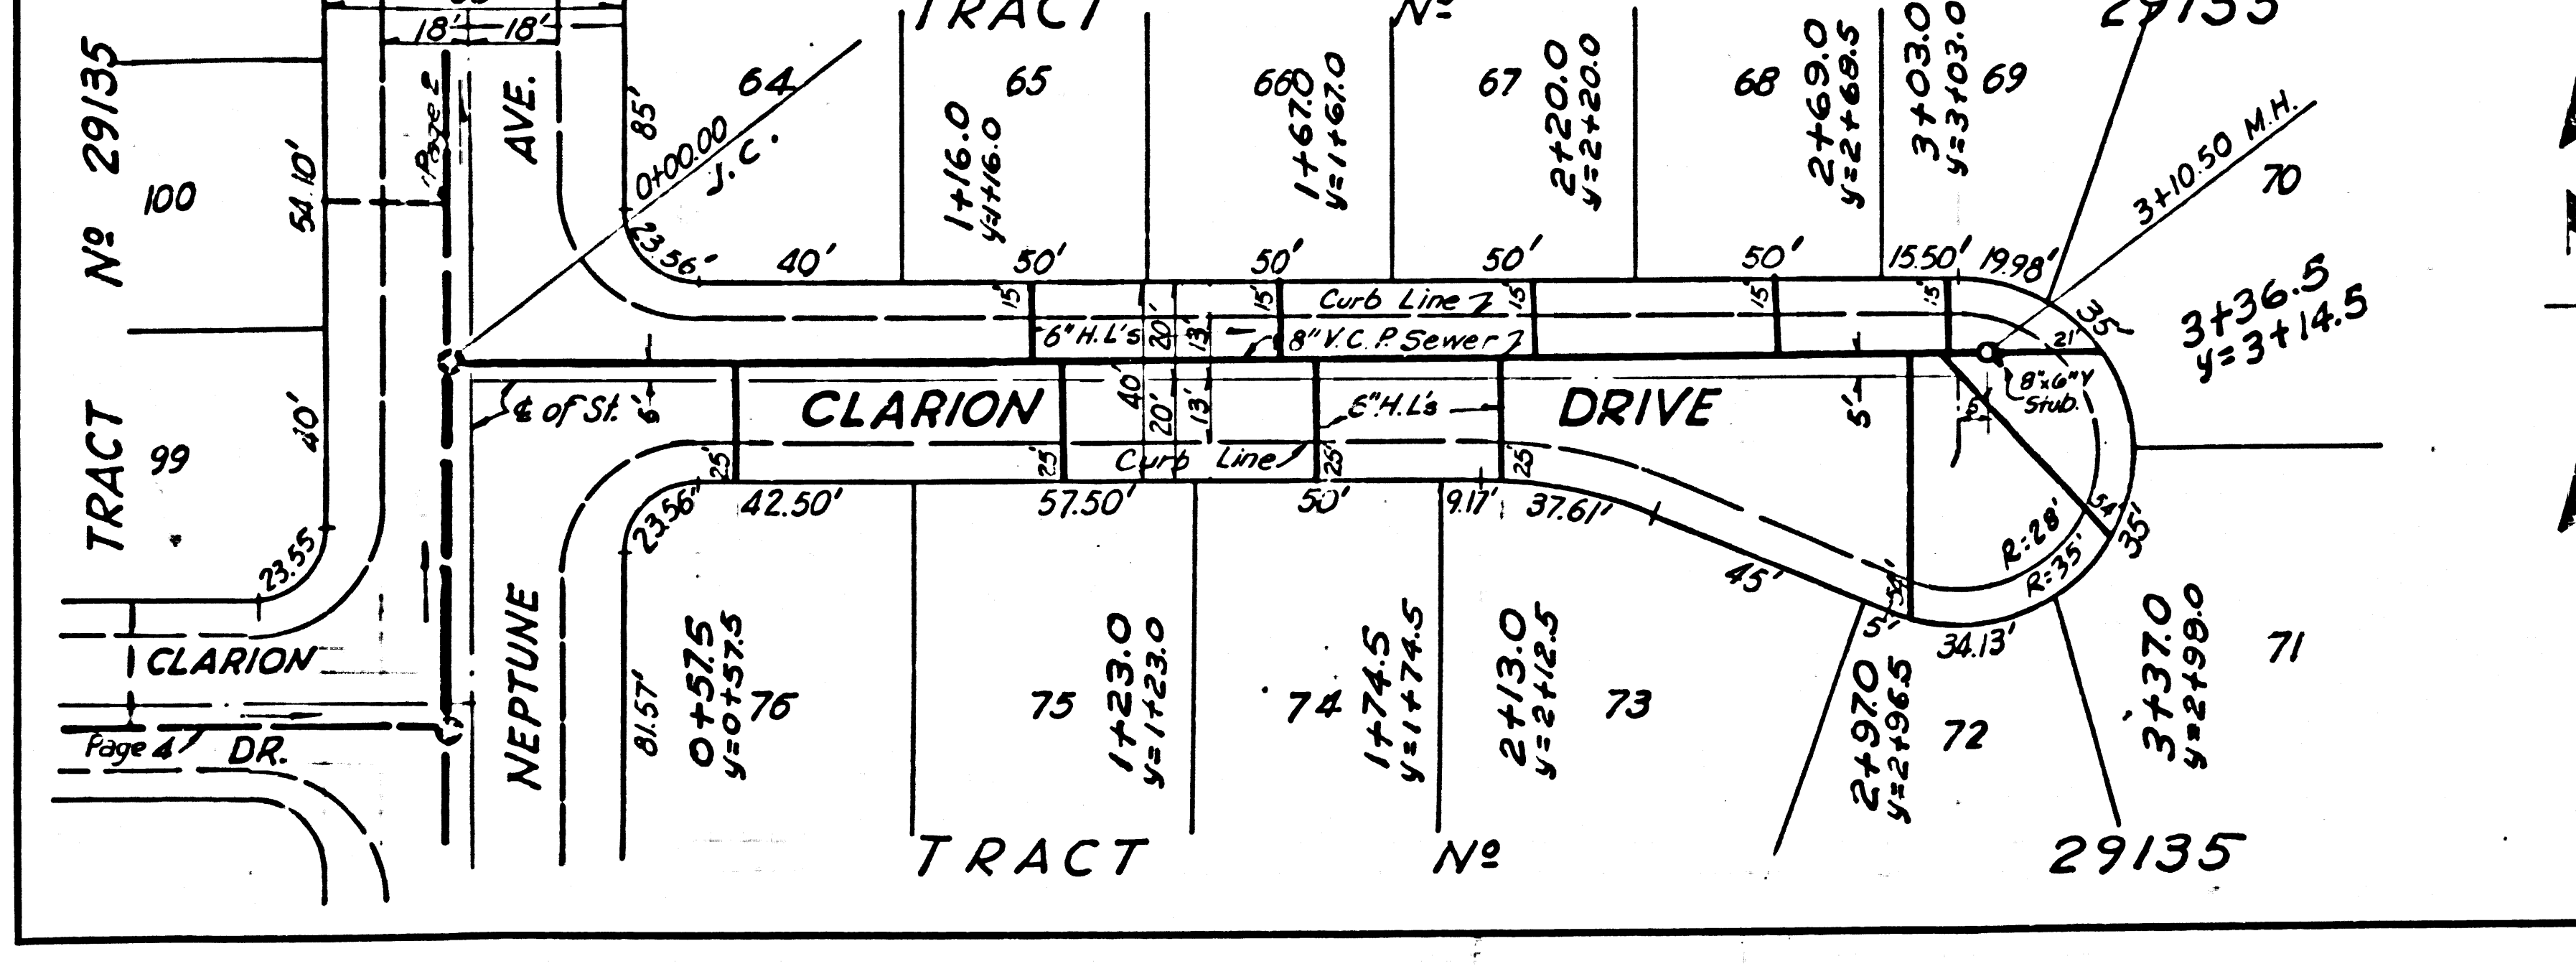 TRACT Nº 29135
18' 18'
TRACT Nº 29135
100
54.10'
Page 2
AVE.
85'
64
0+00.00
J.C.
65
1+16.0
y=1+16.0
66
1+67.0
y=1+67.0
67
2+20.0
y=2+20.0
68
2+69.0
y=2+68.5
3+03.0
y=3+03.0
69
3+10.50 M.H.
70
3+36.5
y=3+14.5
23.56'
40'
50'
50'
50'
50'
15.50'
19.98'
35'
15'
15'
15'
15'
15'
Curb Line
6" H.L's
20'
13'
8" V.C.P. Sewer
21'
8"x6"Y
Stub.
99
40'
℄ of St.
6'
CLARION DRIVE
40'
20'
13'
6" H.L's
5'
Curb Line
25'
25'
25'
25'
54'
35'
R=28'
R=35'
23.55
23.56'
42.50'
57.50'
50'
9.17'
37.61'
45'
5'
34.13'
CLARION
Page 4
DR.
NEPTUNE
81.57'
0+57.5
y=0+57.5
76
75
1+23.0
y=1+23.0
74
1+74.5
y=1+74.5
2+13.0
y=2+12.5
73
2+97.0
y=2+96.5
72
3+37.0
y=2+98.0
71
TRACT Nº 29135